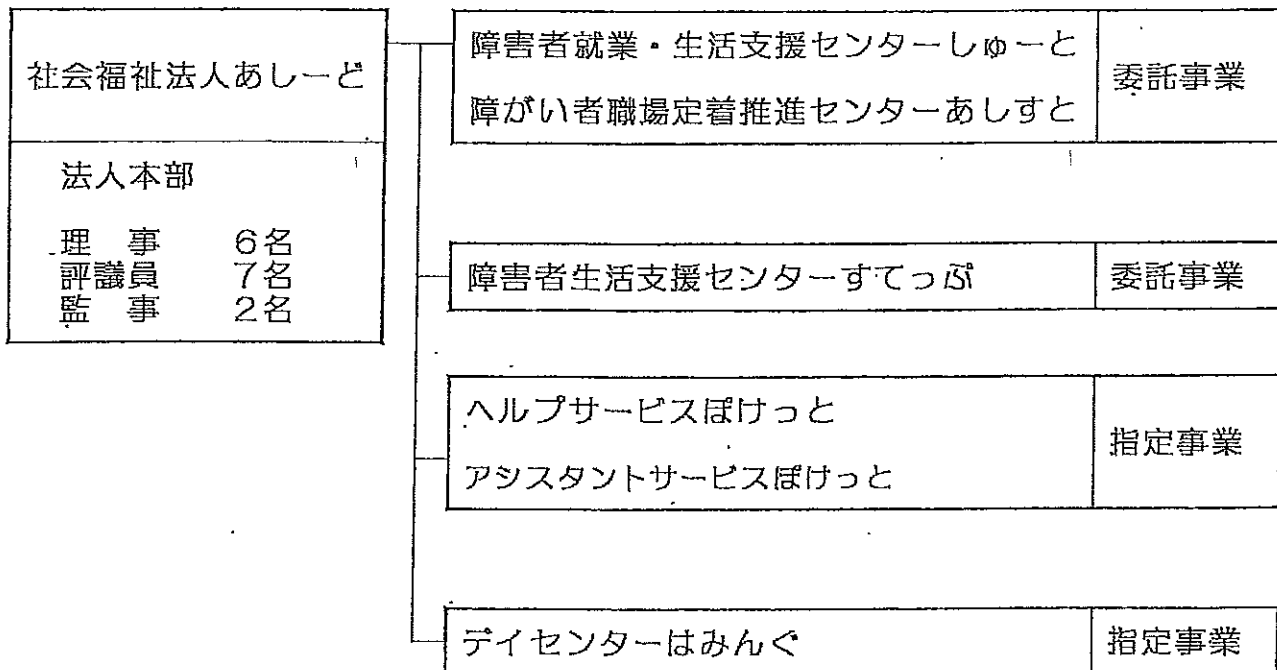 社会福祉法人あしーど
法人本部
理　事　　6名
評議員　　7名
監　事　　2名
障害者就業・生活支援センターしゅーと
障がい者職場定着推進センターあしすと
委託事業
障害者生活支援センターすてっぷ
委託事業
ヘルプサービスぽけっと
アシスタントサービスぽけっと
指定事業
デイセンターはみんぐ
指定事業